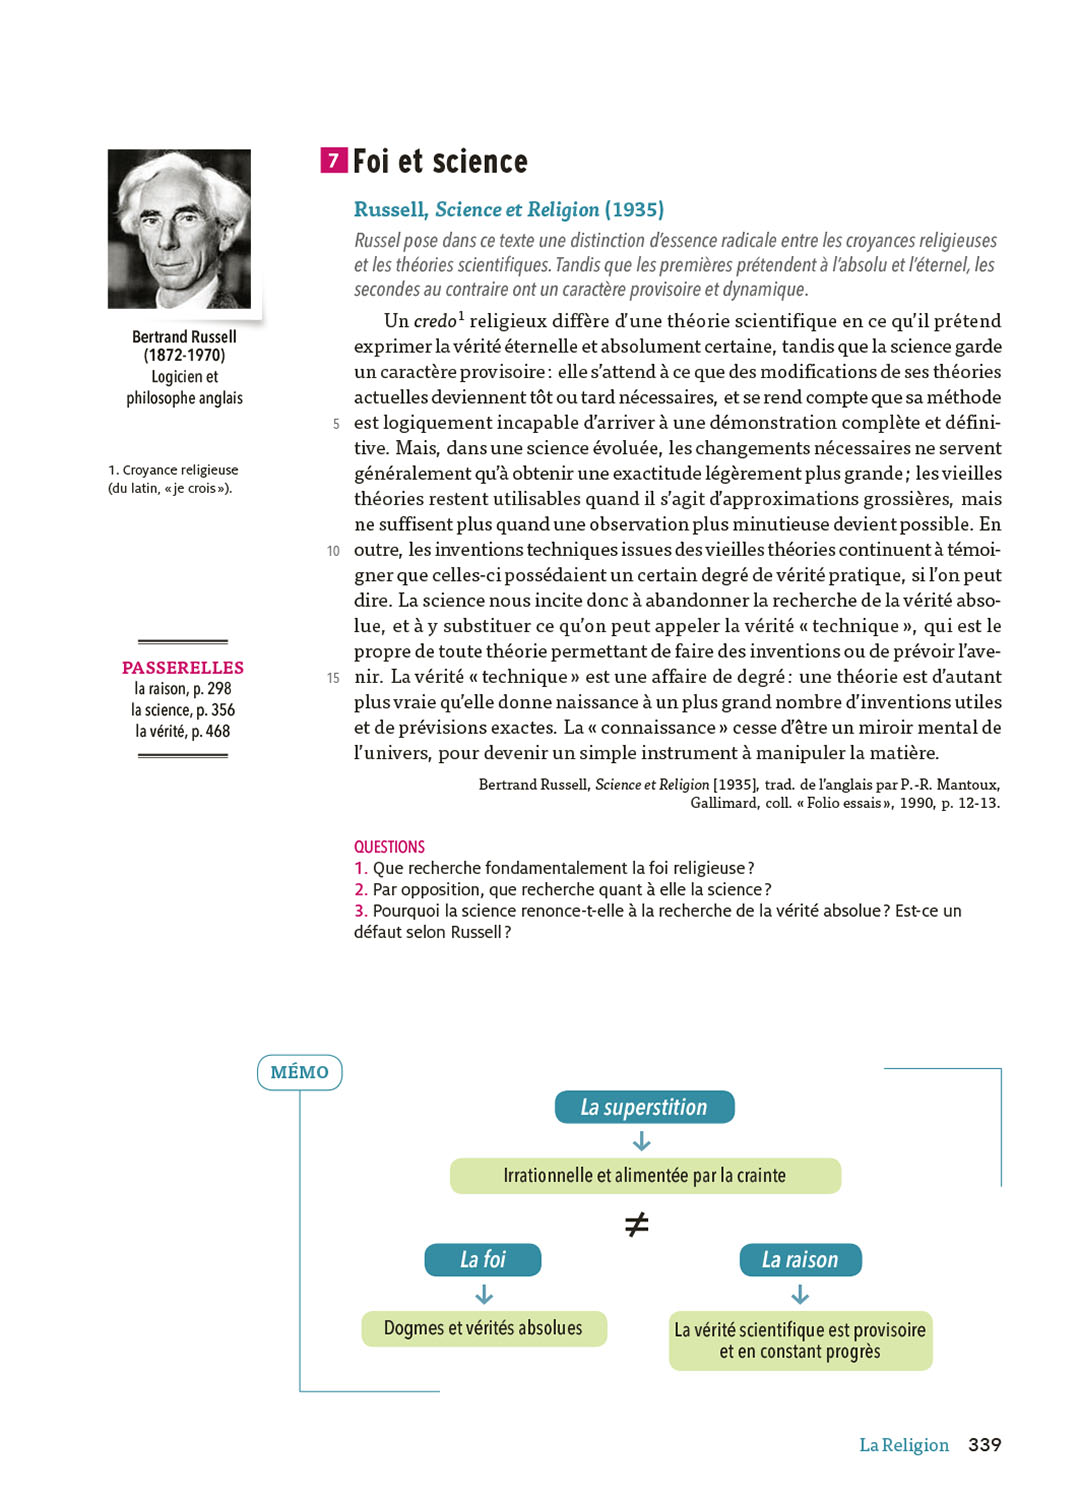 7 Foi et science
Russell, Science et Religion (1935)
Russel pose dans ce texte une distinction d'essence radicale entre les croyances religieuses
et les théories scientifiques. Tandis que les premières prétendent à l'absolu et l'éternel, les
secondes au contraire ont un caractère provisoire et dynamique.
Bertrand Russell
(1872-1970)
Logicien et
philosophe anglais
1. Croyance religieuse
(du latin, « je crois »).
PASSERELLES
la raison, p. 298
la science, p. 356
la vérité, p. 468
Un credo1 religieux diffère d'une théorie scientifique en ce qu'il prétend
exprimer la vérité éternelle et absolument certaine, tandis que la science garde
un caractère provisoire : elle s'attend à ce que des modifications de ses théories
actuelles deviennent tôt ou tard nécessaires, et se rend compte que sa méthode
5 est logiquement incapable d'arriver à une démonstration complète et défini-
tive. Mais, dans une science évoluée, les changements nécessaires ne servent
généralement qu'à obtenir une exactitude légèrement plus grande ; les vieilles
théories restent utilisables quand il s'agit d'approximations grossières, mais
ne suffisent plus quand une observation plus minutieuse devient possible. En
10 outre, les inventions techniques issues des vieilles théories continuent à témoi-
gner que celles-ci possédaient un certain degré de vérité pratique, si l'on peut
dire. La science nous incite donc à abandonner la recherche de la vérité abso-
lue, et à y substituer ce qu'on peut appeler la vérité « technique », qui est le
propre de toute théorie permettant de faire des inventions ou de prévoir l'ave-
15 nir. La vérité « technique » est une affaire de degré : une théorie est d'autant
plus vraie qu'elle donne naissance à un plus grand nombre d'inventions utiles
et de prévisions exactes. La « connaissance » cesse d'être un miroir mental de
l'univers, pour devenir un simple instrument à manipuler la matière.
Bertrand Russell, Science et Religion [1935], trad. de l'anglais par P.-R. Mantoux,
Gallimard, coll. « Folio essais », 1990, p. 12-13.
QUESTIONS
1. Que recherche fondamentalement la foi religieuse ?
2. Par opposition, que recherche quant à elle la science ?
3. Pourquoi la science renonce-t-elle à la recherche de la vérité absolue ? Est-ce un
défaut selon Russell ?
MÉMO
La superstition
↓
Irrationnelle et alimentée par la crainte
≠
La foi
↓
Dogmes et vérités absolues
La raison
↓
La vérité scientifique est provisoire
et en constant progrès
La Religion 339